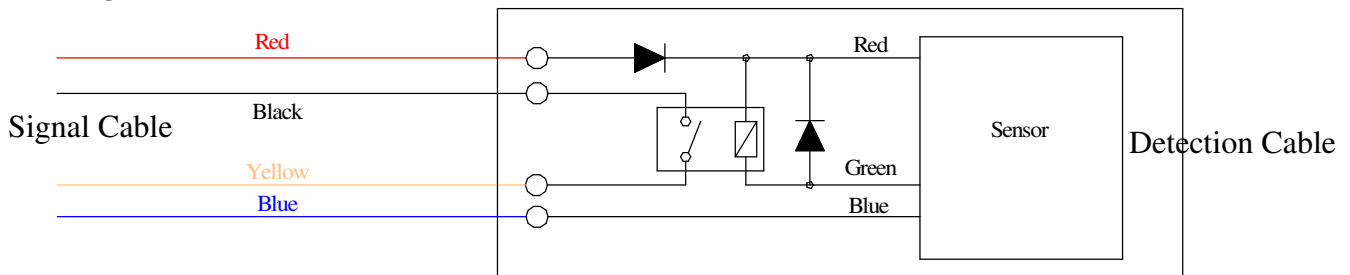 Red
Red
Black
Signal Cable
Sensor
Detection Cable
Yellow
Green
Blue
Blue